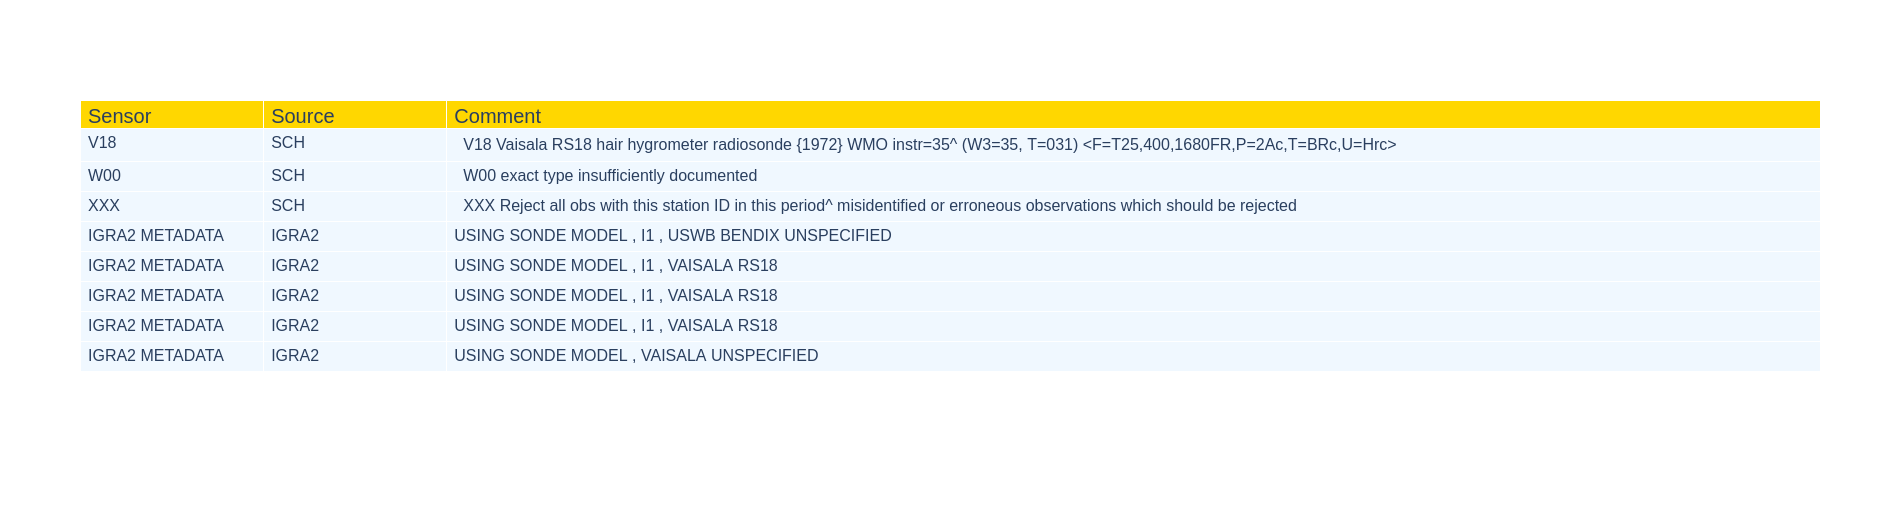 Sensor Source Comment
V18 SCH V18 Vaisala RS18 hair hygrometer radiosonde {1972} WMO instr=35^ (W3=35, T=031) <F=T25,400,1680FR,P=2Ac,T=BRc,U=Hrc>
W00 SCH W00 exact type insufficiently documented
XXX SCH XXX Reject all obs with this station ID in this period^ misidentified or erroneous observations which should be rejected
IGRA2 METADATA IGRA2 USING SONDE MODEL , I1 , USWB BENDIX UNSPECIFIED
IGRA2 METADATA IGRA2 USING SONDE MODEL , I1 , VAISALA RS18
IGRA2 METADATA IGRA2 USING SONDE MODEL , I1 , VAISALA RS18
IGRA2 METADATA IGRA2 USING SONDE MODEL , I1 , VAISALA RS18
IGRA2 METADATA IGRA2 USING SONDE MODEL , VAISALA UNSPECIFIED